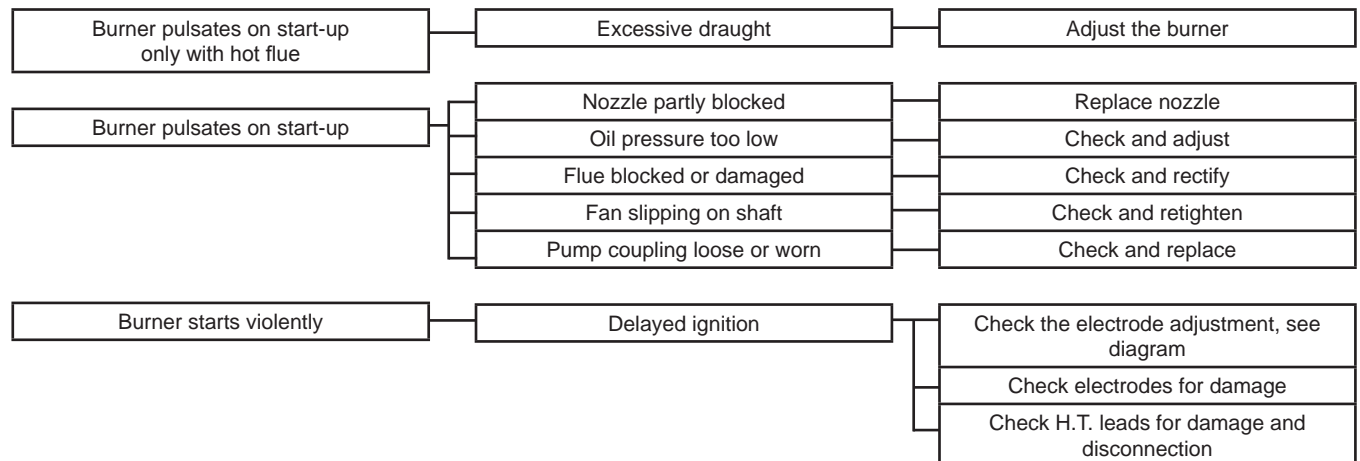 Burner pulsates on start-up
only with hot flue
Excessive draught
Adjust the burner
Burner pulsates on start-up
Nozzle partly blocked
Replace nozzle
Oil pressure too low
Check and adjust
Flue blocked or damaged
Check and rectify
Fan slipping on shaft
Check and retighten
Pump coupling loose or worn
Check and replace
Burner starts violently
Delayed ignition
Check the electrode adjustment, see
diagram
Check electrodes for damage
Check H.T. leads for damage and
disconnection